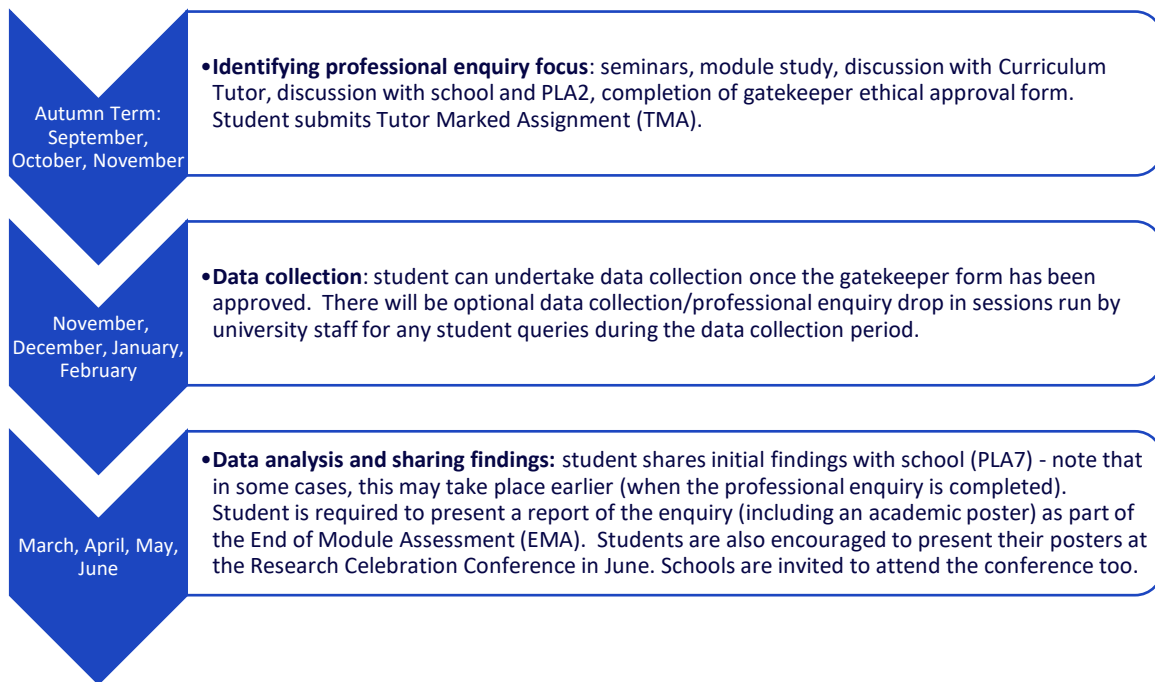 Autumn Term:
September,
October, November
•Identifying professional enquiry focus: seminars, module study, discussion with Curriculum
Tutor, discussion with school and PLA2, completion of gatekeeper ethical approval form.
Student submits Tutor Marked Assignment (TMA).
November,
December, January,
February
•Data collection: student can undertake data collection once the gatekeeper form has been
approved.  There will be optional data collection/professional enquiry drop in sessions run by
university staff for any student queries during the data collection period.
March, April, May,
June
•Data analysis and sharing findings: student shares initial findings with school (PLA7) - note that
in some cases, this may take place earlier (when the professional enquiry is completed).
Student is required to present a report of the enquiry (including an academic poster) as part of
the End of Module Assessment (EMA).  Students are also encouraged to present their posters at
the Research Celebration Conference in June. Schools are invited to attend the conference too.